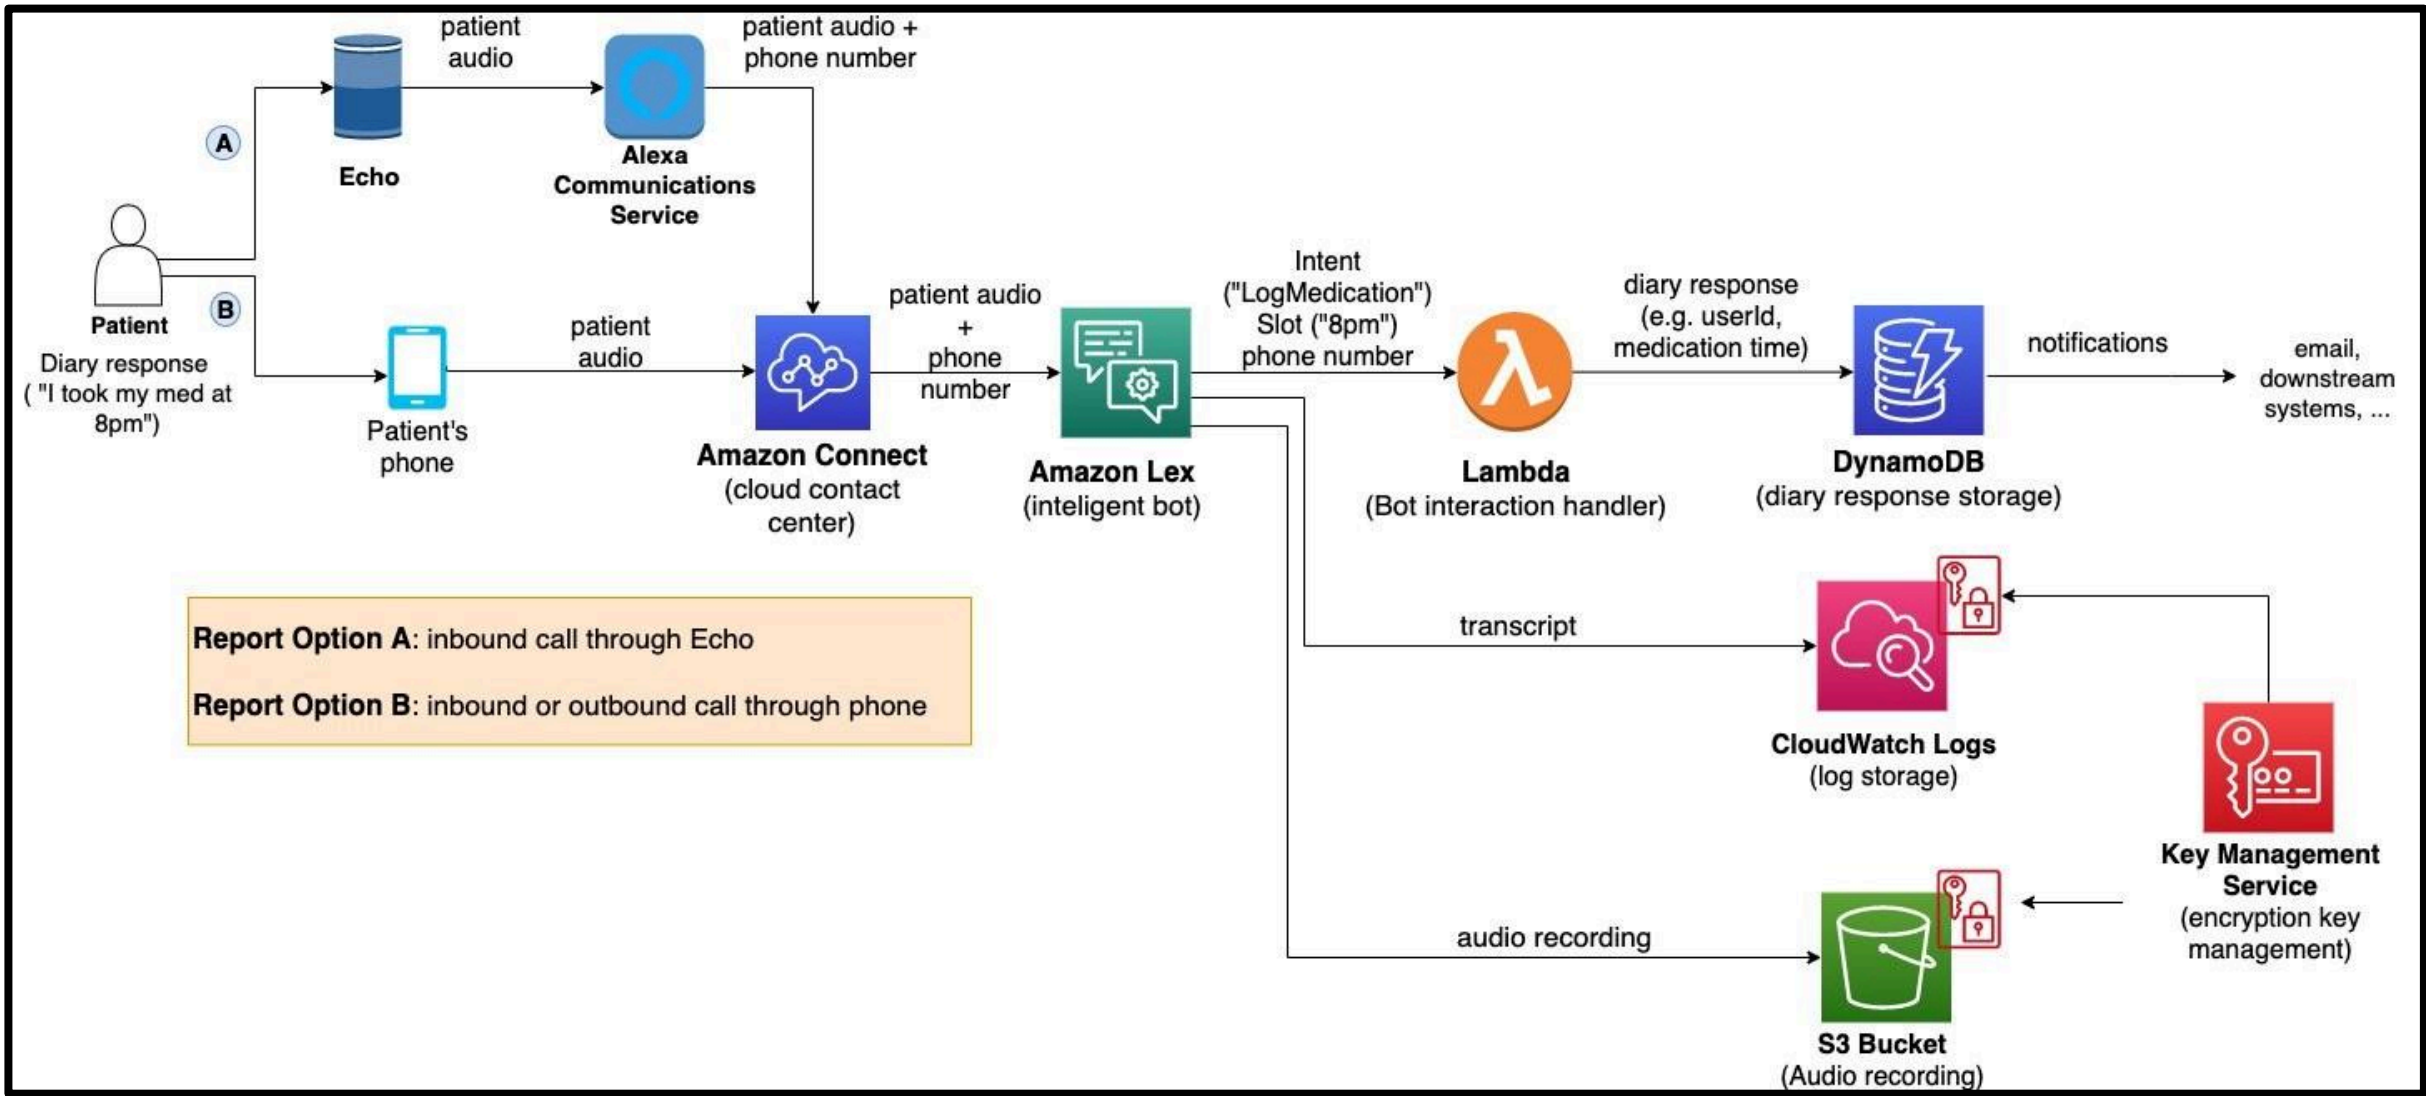 patient
audio
patient audio +
phone number
A
Echo
Alexa
Communications
Service
B
Patient
Diary response
( "I took my med at
8pm")
Patient's
phone
patient
audio
Amazon Connect
(cloud contact
center)
patient audio
+
phone
number
Amazon Lex
(inteligent bot)
Intent
("LogMedication")
Slot ("8pm")
phone number
Lambda
(Bot interaction handler)
diary response
(e.g. userId,
medication time)
DynamoDB
(diary response storage)
notifications
email,
downstream
systems, ...
Report Option A: inbound call through Echo
Report Option B: inbound or outbound call through phone
transcript
CloudWatch Logs
(log storage)
Key Management
Service
(encryption key
management)
audio recording
S3 Bucket
(Audio recording)